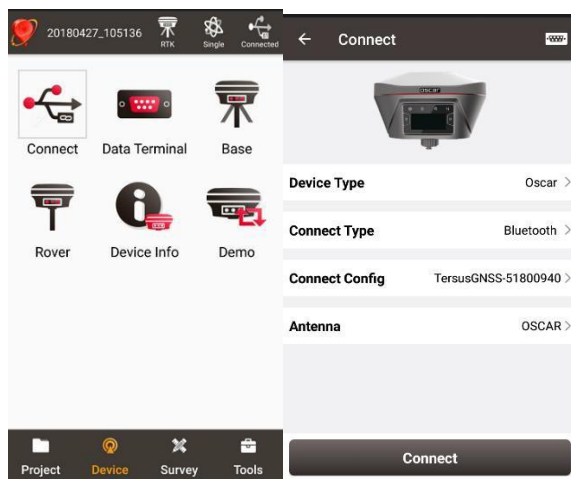 20180427_105136
RTK
Single
Connected
Connect
Data Terminal
Base
Rover
Device Info
Demo
Project
Device
Survey
Tools
Connect
oscar
Device Type
Oscar
Connect Type
Bluetooth
Connect Config
TersusGNSS-51800940
Antenna
OSCAR
Connect